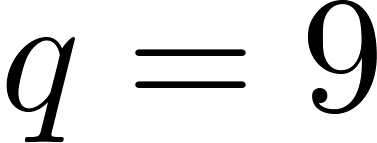 q = 9